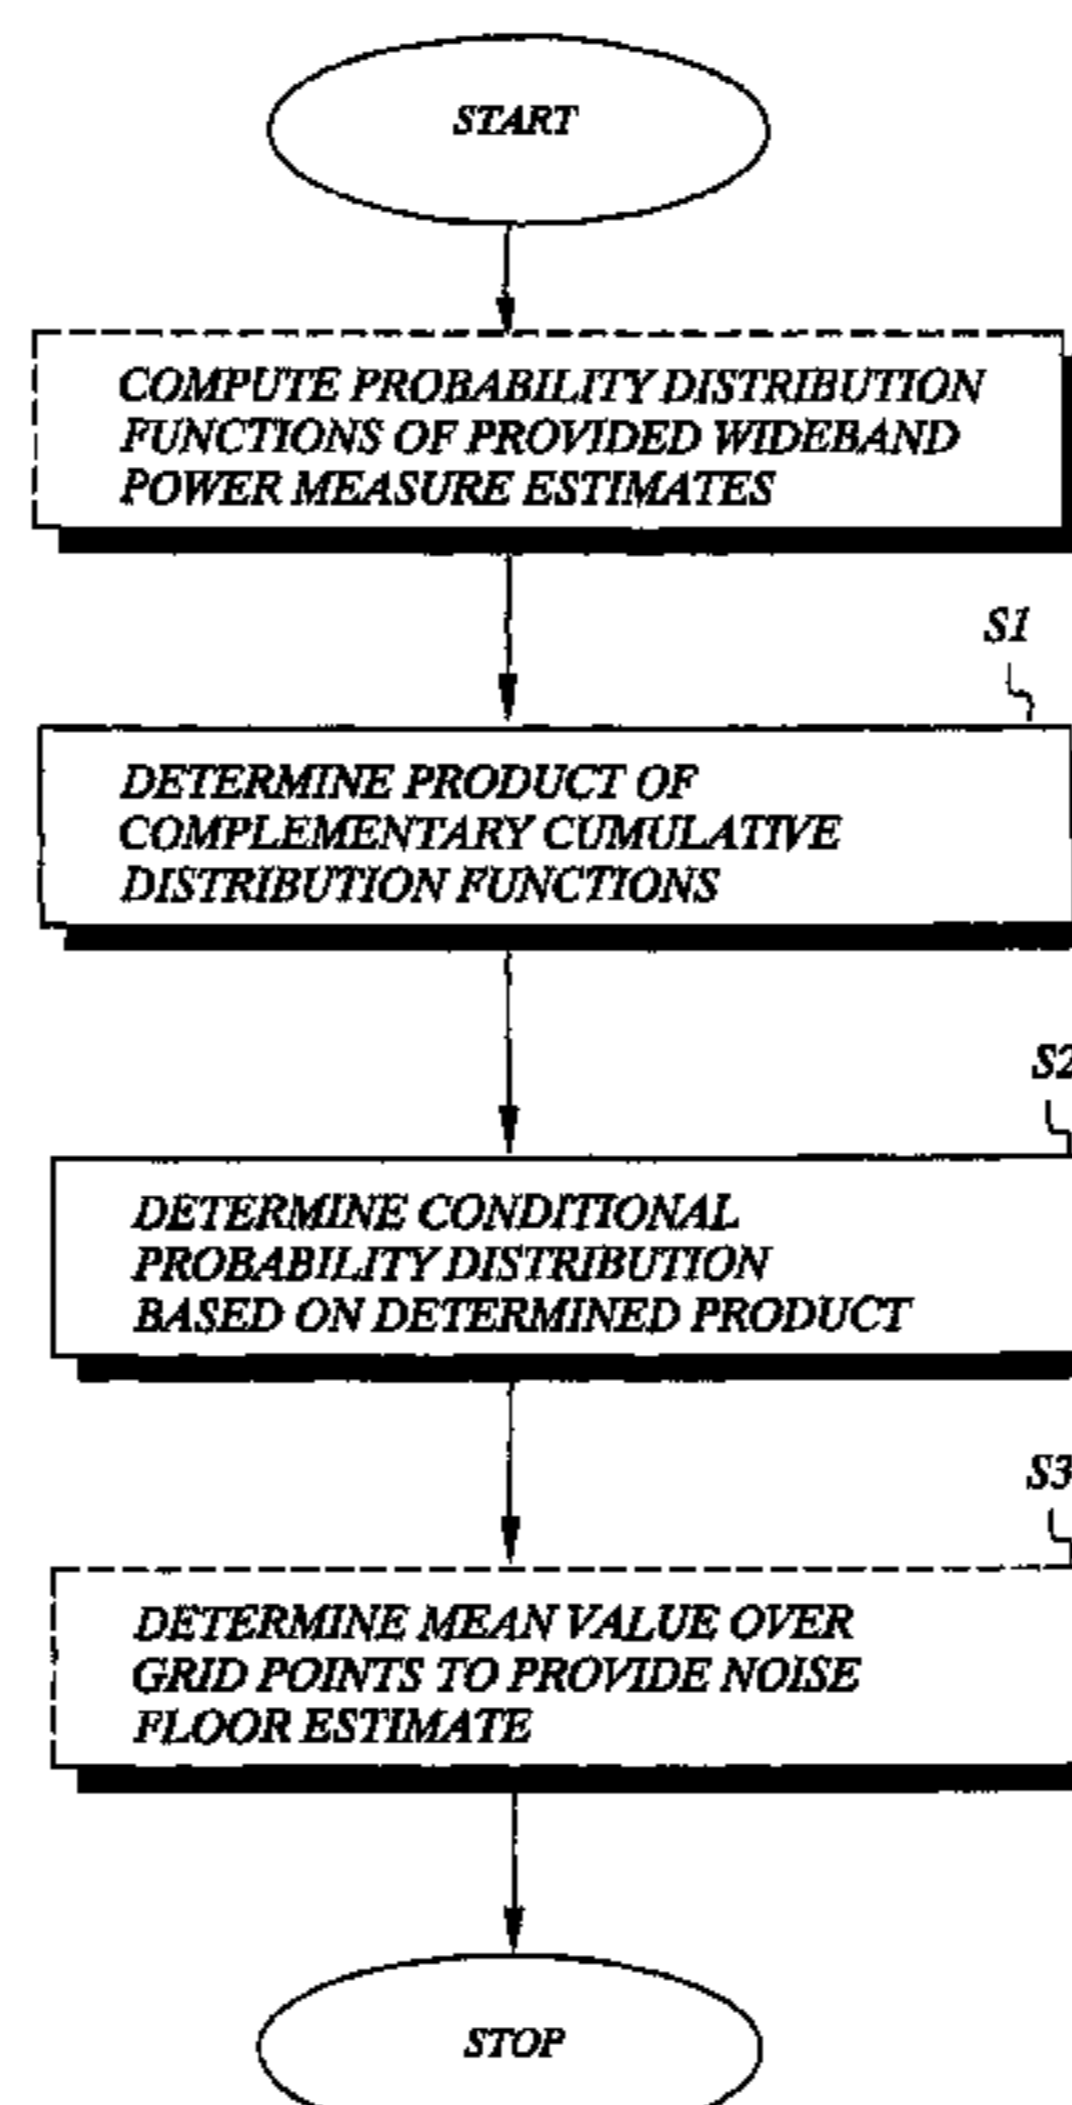 START
COMPUTE PROBABILITY DISTRIBUTION
FUNCTIONS OF PROVIDED WIDEBAND
POWER MEASURE ESTIMATES
S1
DETERMINE PRODUCT OF
COMPLEMENTARY CUMULATIVE
DISTRIBUTION FUNCTIONS
S2
DETERMINE CONDITIONAL
PROBABILITY DISTRIBUTION
BASED ON DETERMINED PRODUCT
S3
DETERMINE MEAN VALUE OVER
GRID POINTS TO PROVIDE NOISE
FLOOR ESTIMATE
STOP